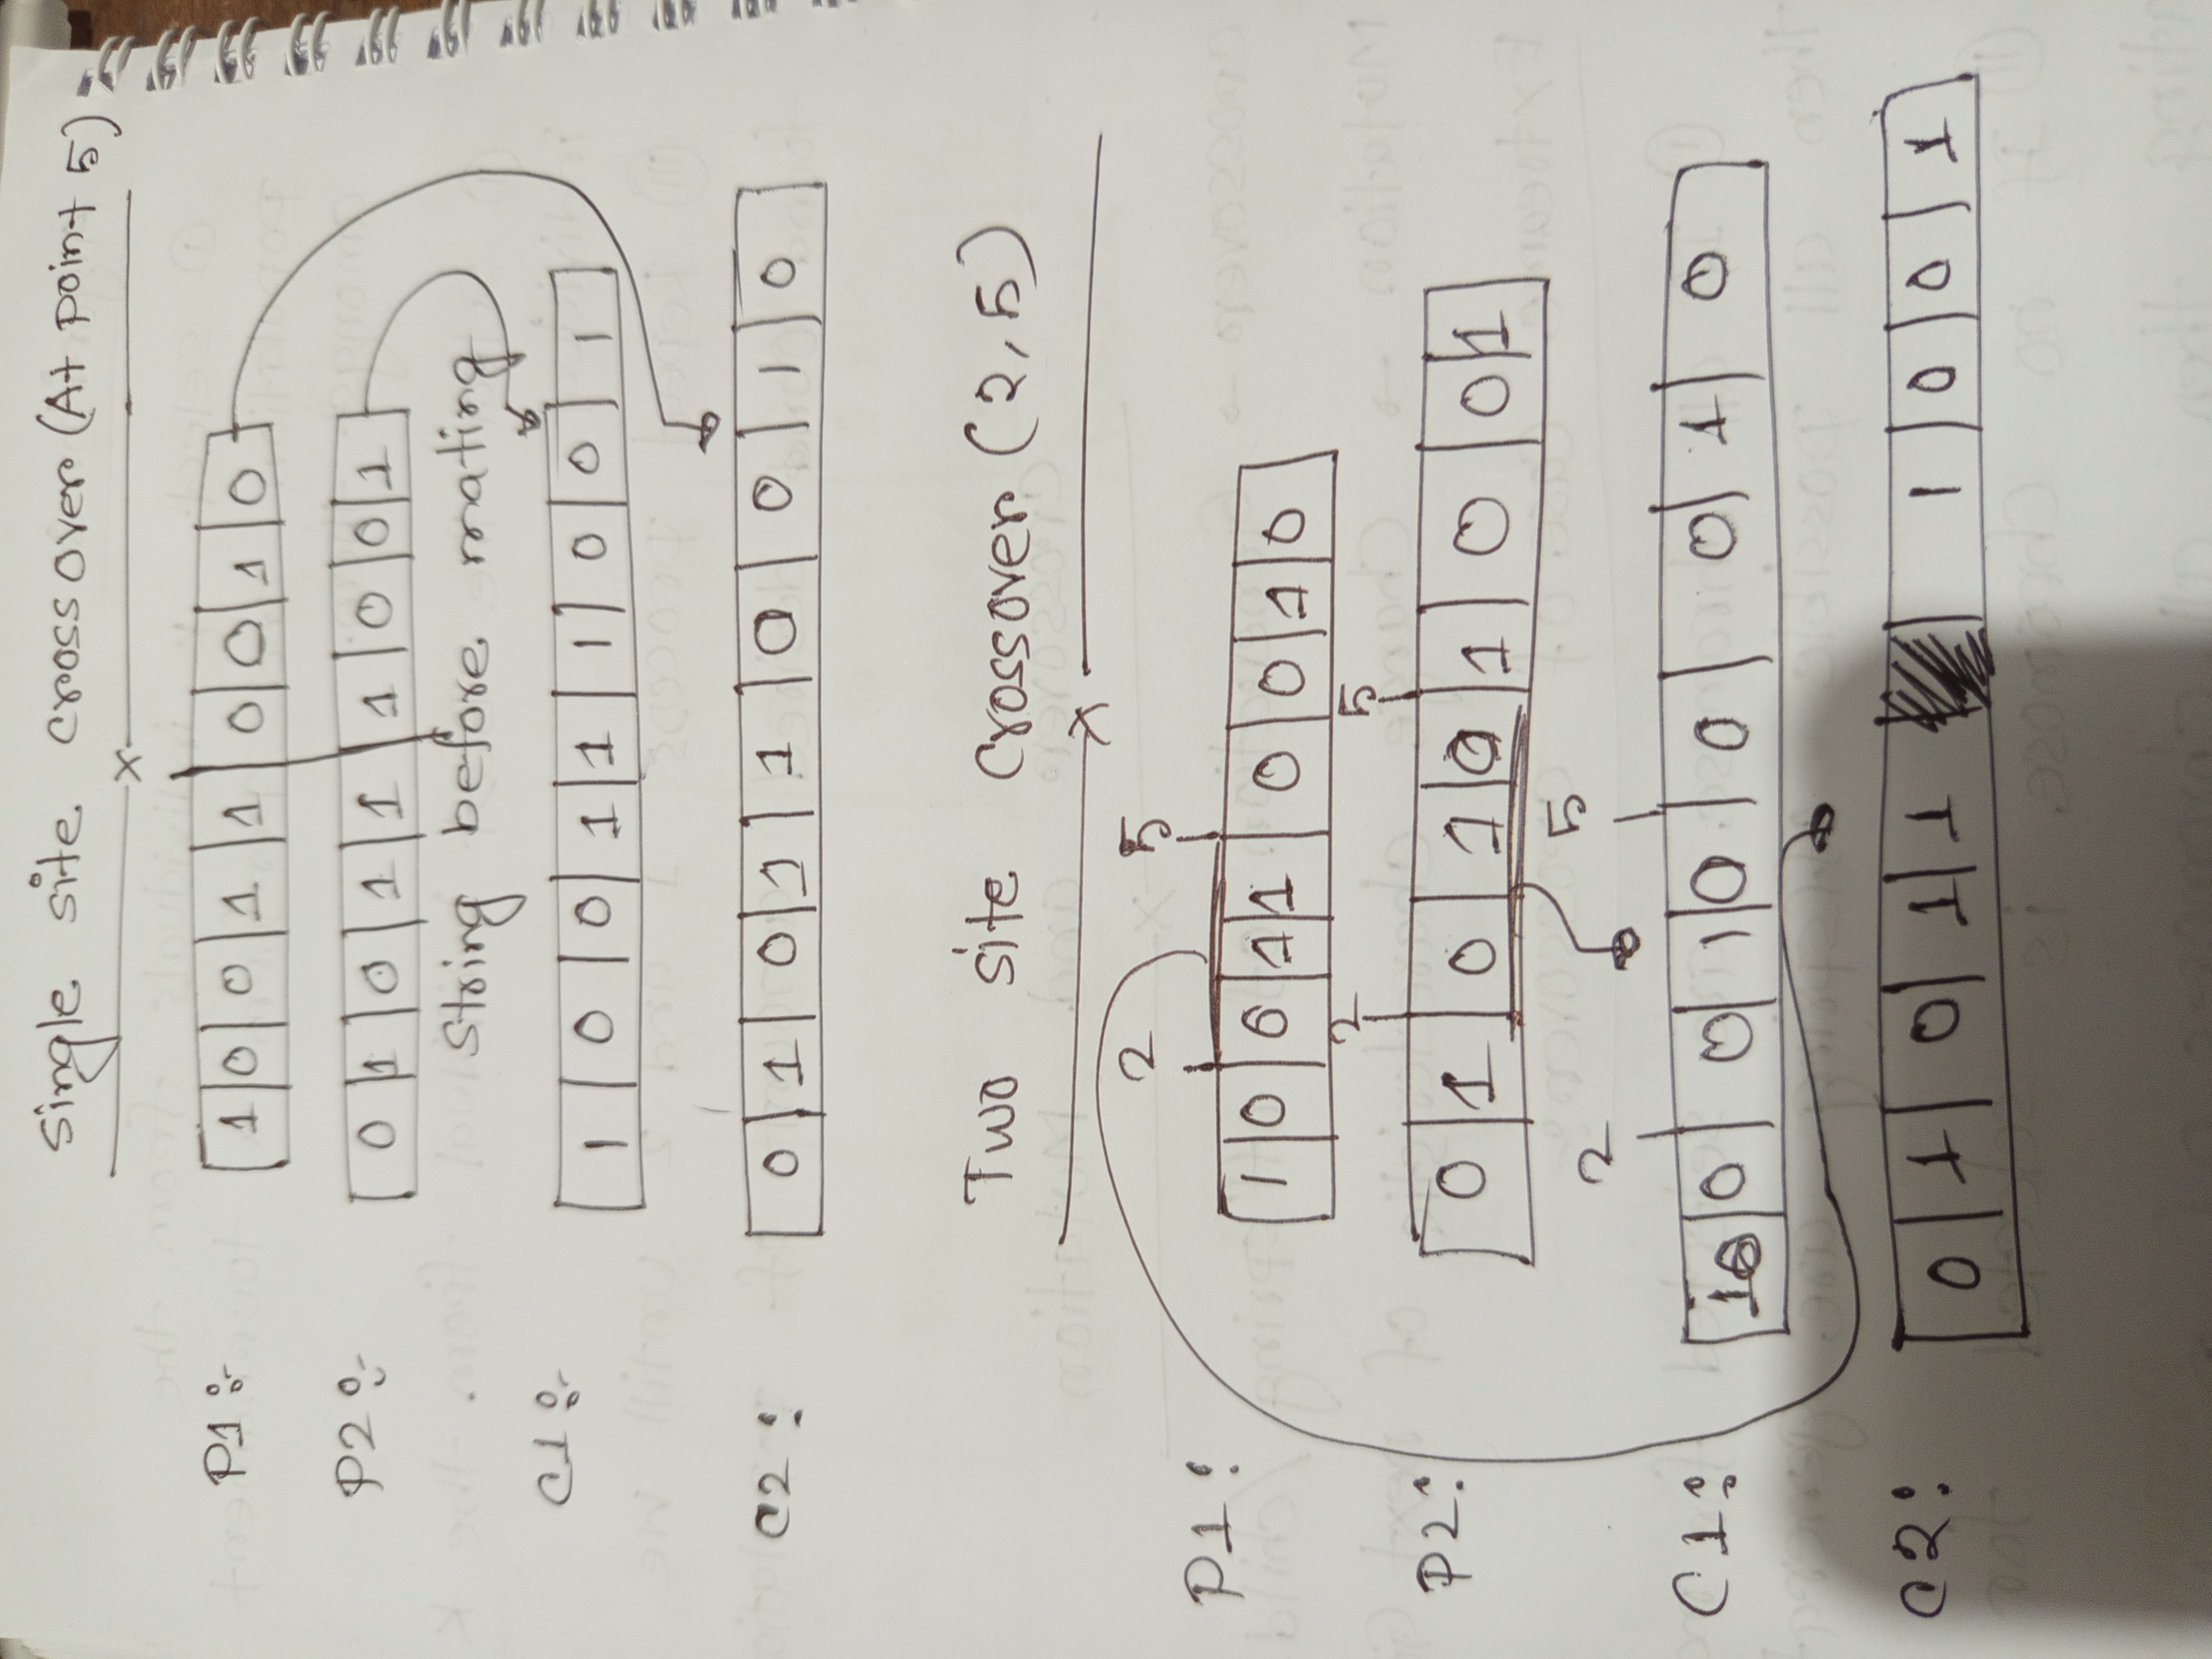 Single site crossover (At point 5)
x
P1:- 1 0 0 1 1 0 0 1 0
P2:- 0 1 0 1 1 1 0 0 1
String before mating
C1:- 1 0 0 1 1 1 0 0 1
C2: 0 1 0 1 1 0 0 1 0
Two site crossover (2,5)
x
2 5
P1: 1 0 0 1 1 0 0 1 0
2 5
P2: 0 1 0 1 0 1 0 0 1
2 5
C1: 1 0 0 1 0 0 0 1 0
C2: 0 1 0 1 1 1 0 0 1